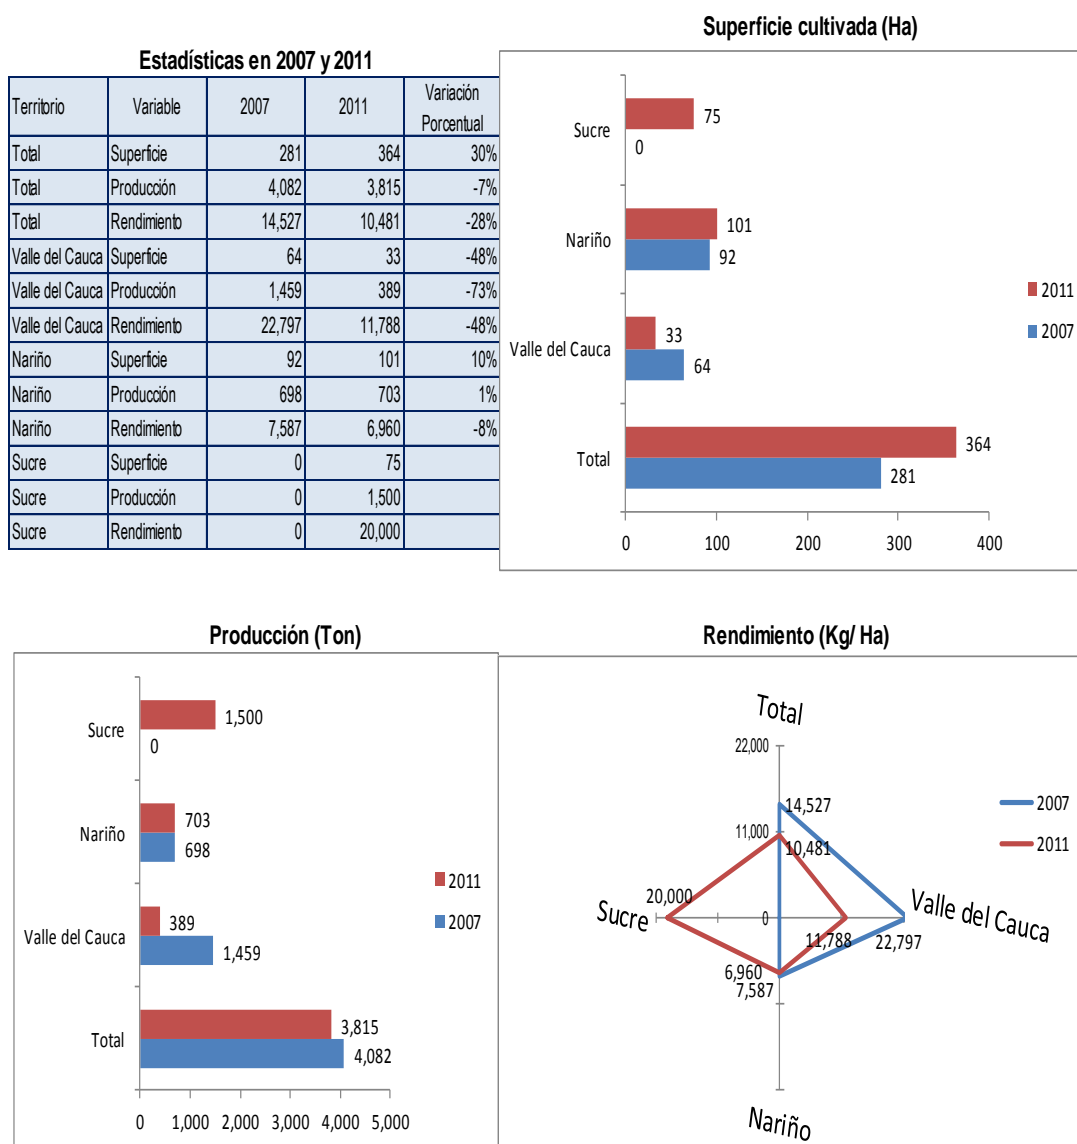 Estadísticas en 2007 y 2011
Territorio Variable 2007 2011 Variación
Porcentual
Total Superficie 281 364 30%
Total Producción 4,082 3,815 -7%
Total Rendimiento 14,527 10,481 -28%
Valle del Cauca Superficie 64 33 -48%
Valle del Cauca Producción 1,459 389 -73%
Valle del Cauca Rendimiento 22,797 11,788 -48%
Nariño Superficie 92 101 10%
Nariño Producción 698 703 1%
Nariño Rendimiento 7,587 6,960 -8%
Sucre Superficie 0 75
Sucre Producción 0 1,500
Sucre Rendimiento 0 20,000
Superficie cultivada (Ha)
Sucre 75
0
Nariño 101
92
2011
2007
Valle del Cauca 33
64
Total 364
281
0 100 200 300 400
Producción (Ton)
Sucre 1,500
0
Nariño 703
698
2011
2007
Valle del Cauca 389
1,459
Total 3,815
4,082
0 1,000 2,000 3,000 4,000 5,000
Rendimiento (Kg/ Ha)
Total
22,000
14,527
2007
11,000
10,481
2011
20,000
Sucre
0
Valle del Cauca
11,788
22,797
6,960
7,587
Nariño